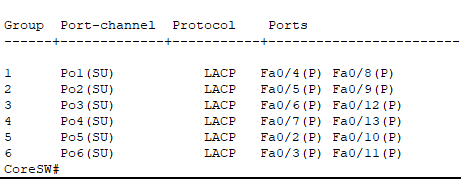 Group  Port-channel  Protocol    Ports
------+-------------+-----------+-----------------------
1      Po1(SU)           LACP   Fa0/4(P)  Fa0/8(P)
2      Po2(SU)           LACP   Fa0/5(P)  Fa0/9(P)
3      Po3(SU)           LACP   Fa0/6(P)  Fa0/12(P)
4      Po4(SU)           LACP   Fa0/7(P)  Fa0/13(P)
5      Po5(SU)           LACP   Fa0/2(P)  Fa0/10(P)
6      Po6(SU)           LACP   Fa0/3(P)  Fa0/11(P)
CoreSW#